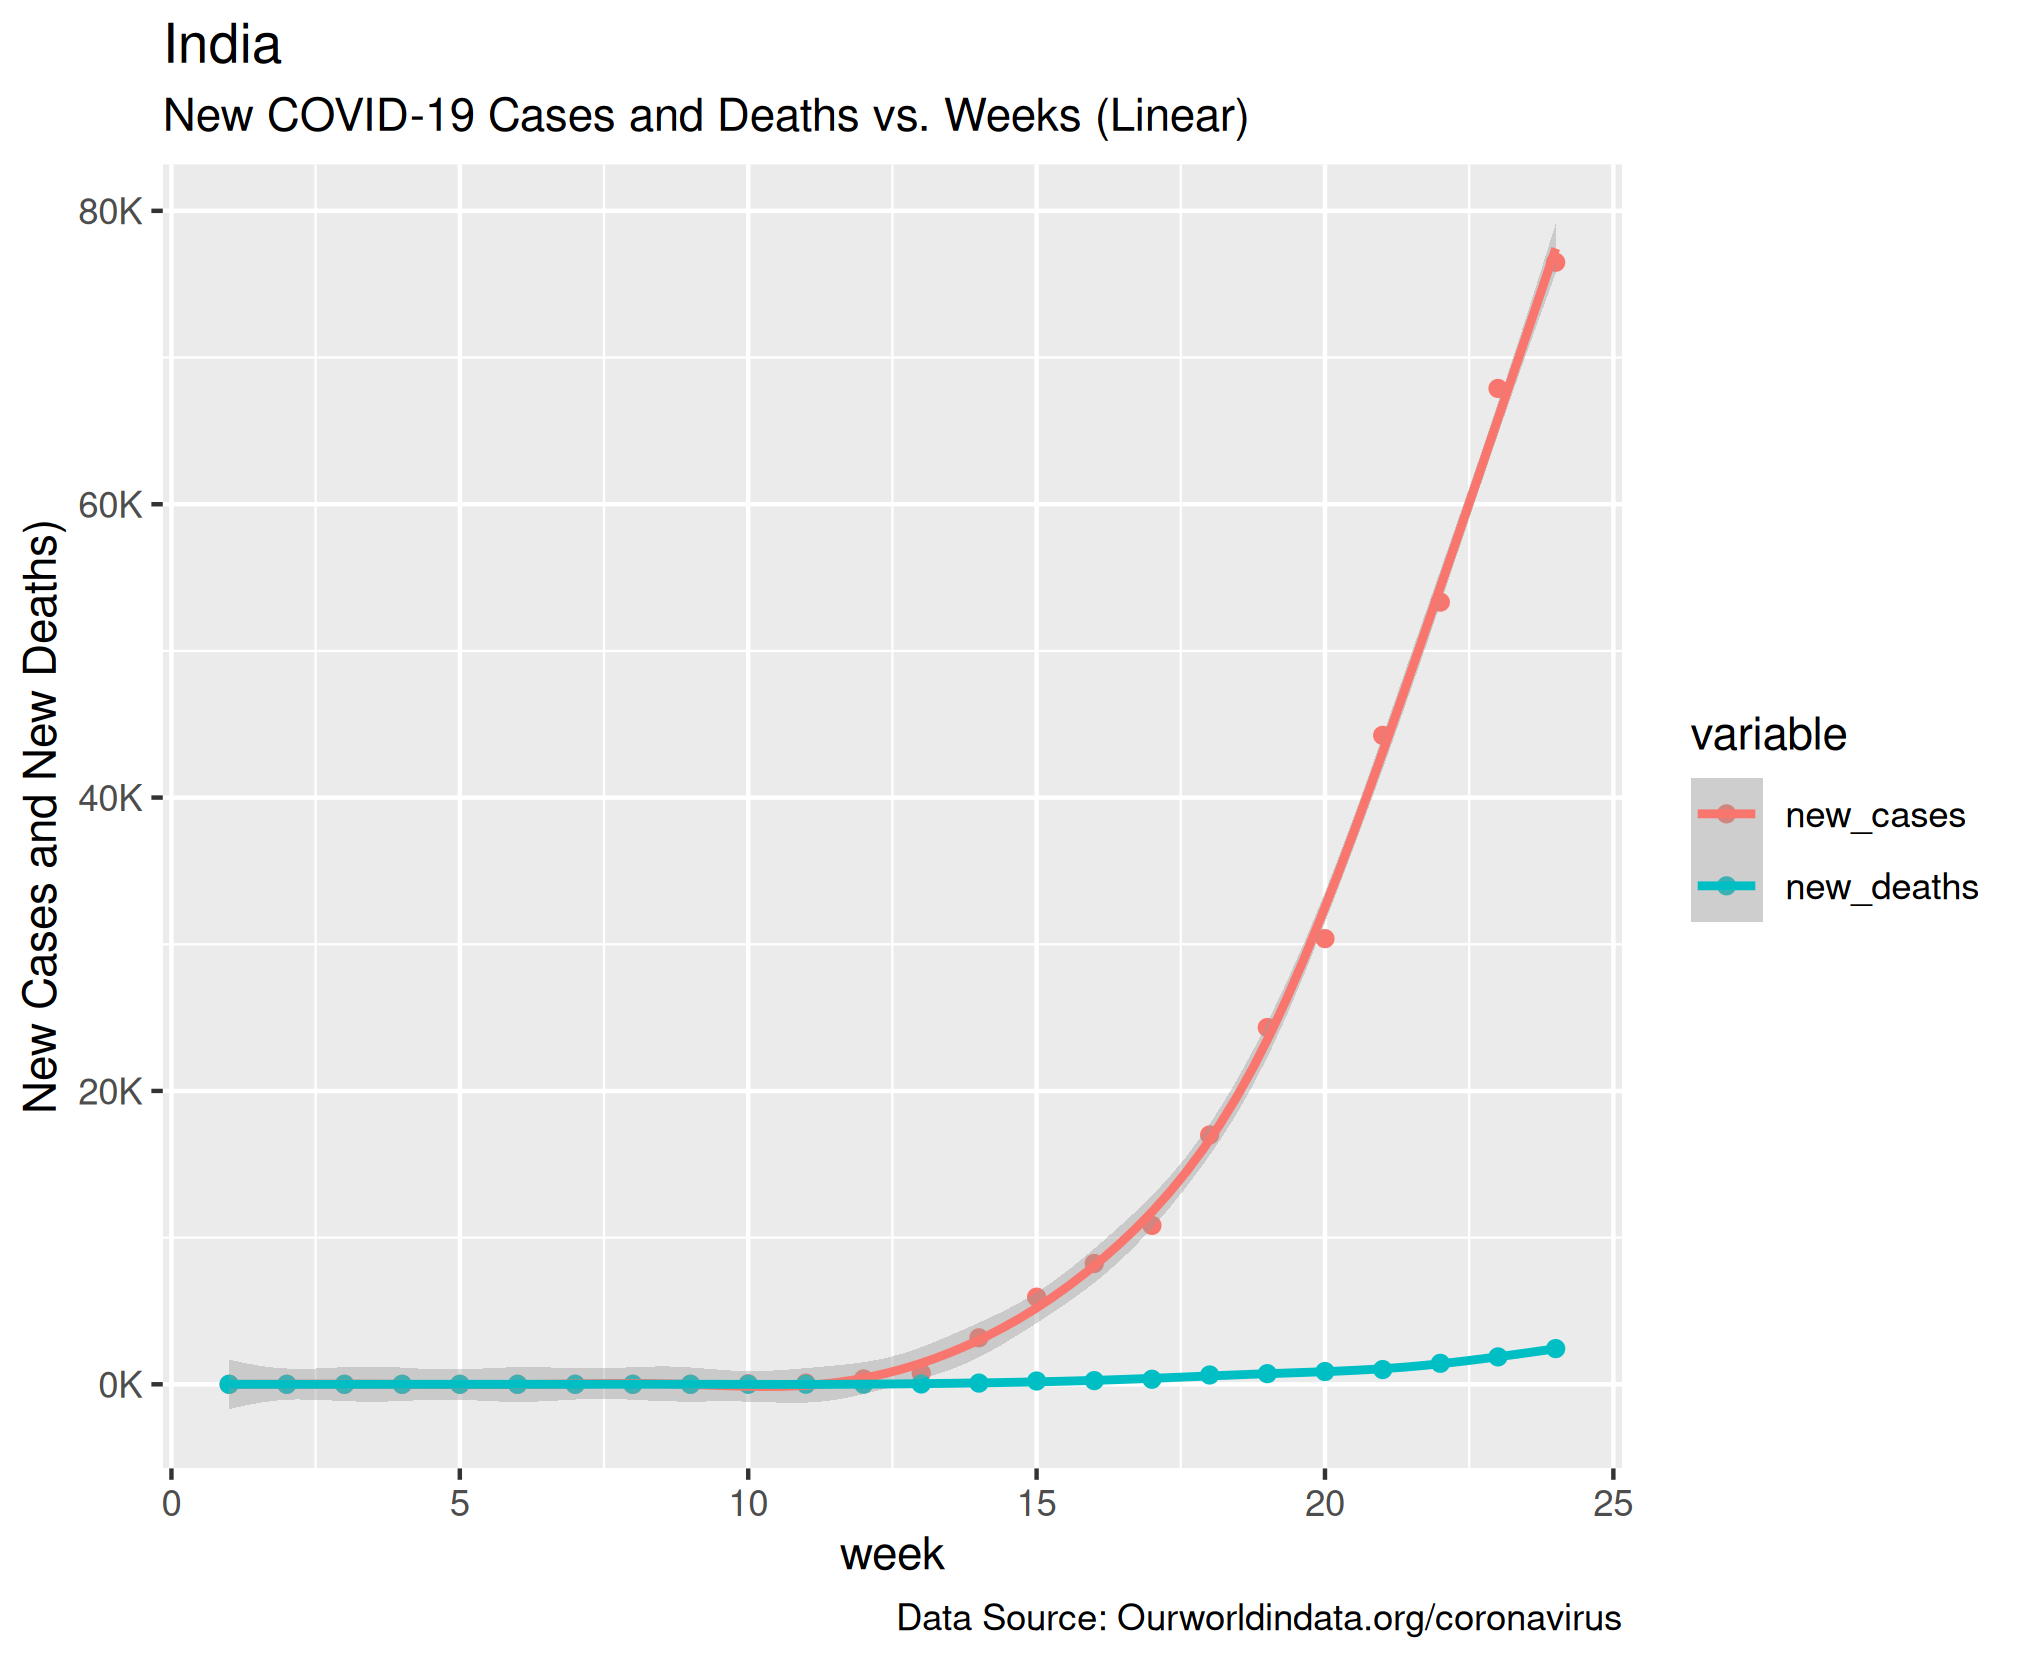 India
New COVID-19 Cases and Deaths vs. Weeks (Linear)
New Cases and New Deaths)
80K
60K
40K
20K
0K
0 5 10 15 20 25
week
variable
new_cases
new_deaths
Data Source: Ourworldindata.org/coronavirus